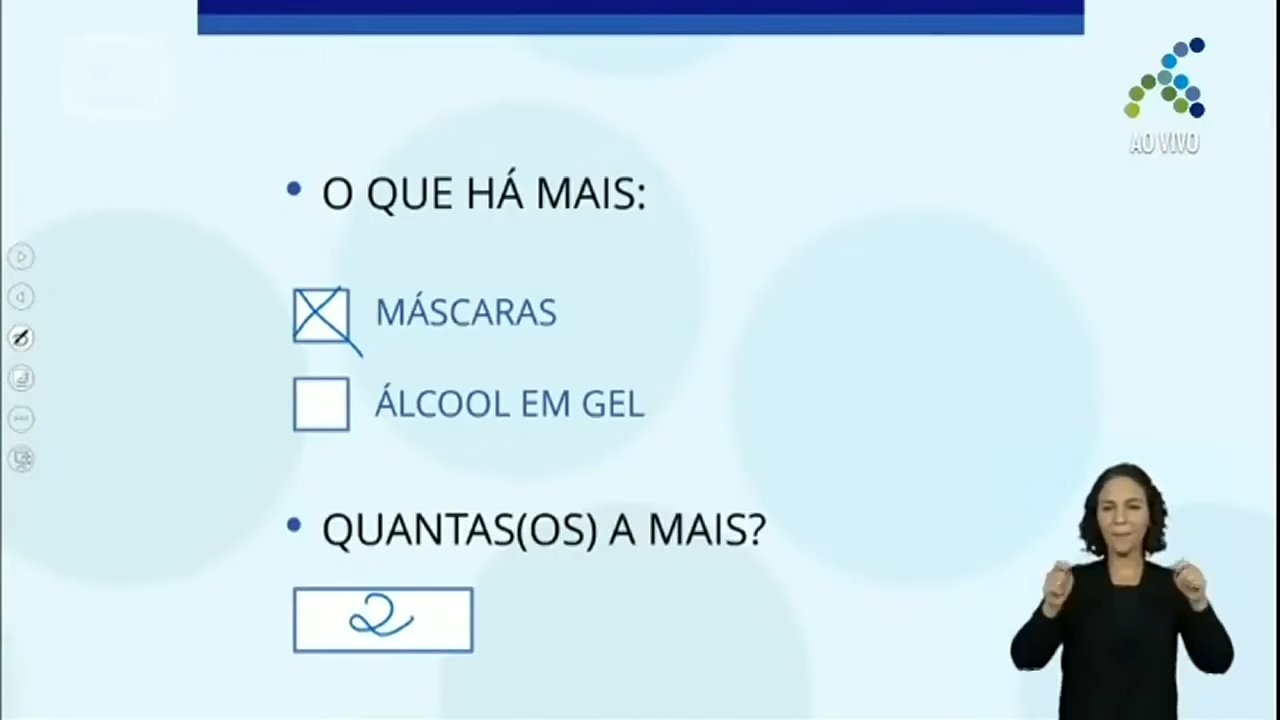 AO VIVO
• O QUE HÁ MAIS:
MÁSCARAS
ÁLCOOL EM GEL
• QUANTAS(OS) A MAIS?
2